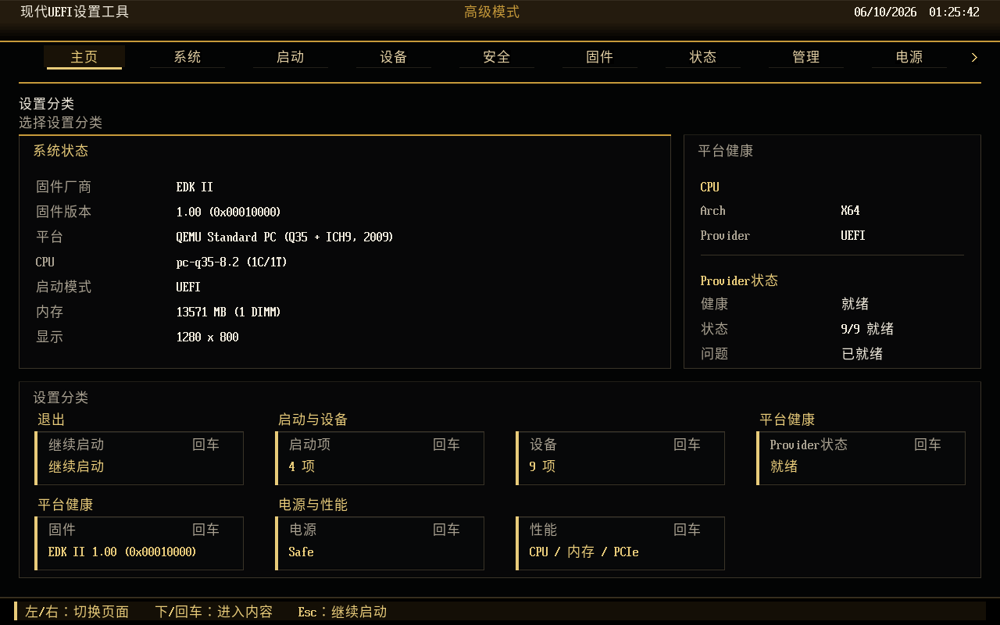 现代UEFI设置工具 高级模式 06/10/2026 01:25:42
主页 系统 启动 设备 安全 固件 状态 管理 电源 >
设置分类
选择设置分类
系统状态
固件厂商 EDK II
固件版本 1.00 (0x00010000)
平台 QEMU Standard PC (Q35 + ICH9, 2009)
CPU pc-q35-8.2 (1C/1T)
启动模式 UEFI
内存 13571 MB (1 DIMM)
显示 1280 x 800
平台健康
CPU
Arch X64
Provider UEFI
Provider状态
健康 就绪
状态 9/9 就绪
问题 已就绪
设置分类
退出 启动与设备 平台健康
继续启动 回车 启动项 回车 设备 回车 Provider状态 回车
继续启动 4 项 9 项 就绪
平台健康 电源与性能
固件 回车 电源 回车 性能 回车
EDK II 1.00 (0x00010000) Safe CPU / 内存 / PCIe
左/右：切换页面 下/回车：进入内容 Esc：继续启动